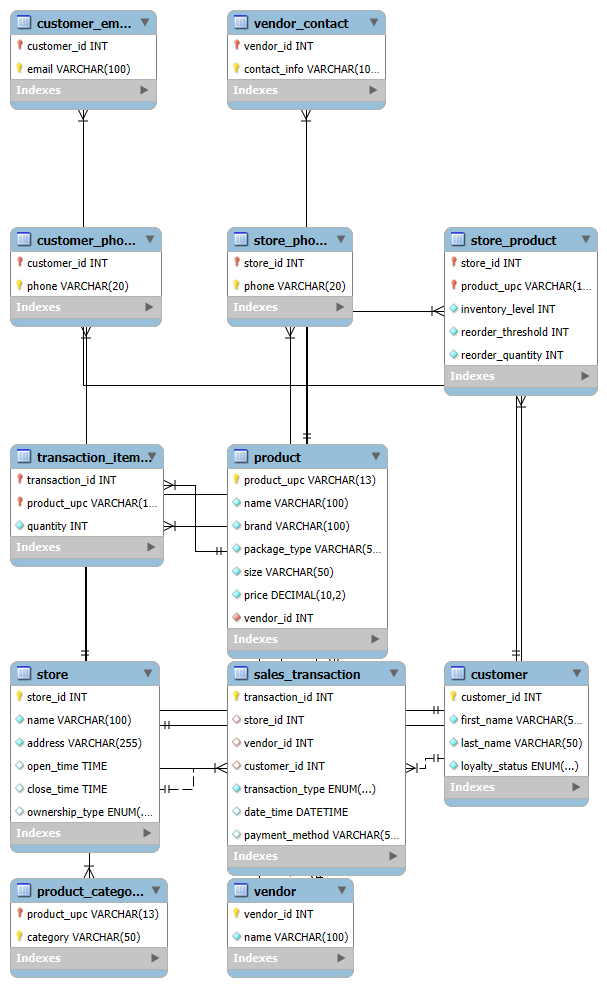 customer_em...
customer_id INT
email VARCHAR(100)
Indexes
vendor_contact
vendor_id INT
contact_info VARCHAR(10...
Indexes
customer_pho...
customer_id INT
phone VARCHAR(20)
Indexes
store_pho...
store_id INT
phone VARCHAR(20)
Indexes
store_product
store_id INT
product_upc VARCHAR(1...
inventory_level INT
reorder_threshold INT
reorder_quantity INT
Indexes
transaction_item...
transaction_id INT
product_upc VARCHAR(1...
quantity INT
Indexes
product
product_upc VARCHAR(13)
name VARCHAR(100)
brand VARCHAR(100)
package_type VARCHAR(5...
size VARCHAR(50)
price DECIMAL(10,2)
vendor_id INT
Indexes
store
store_id INT
name VARCHAR(100)
address VARCHAR(255)
open_time TIME
close_time TIME
ownership_type ENUM(...
Indexes
sales_transaction
transaction_id INT
store_id INT
vendor_id INT
customer_id INT
transaction_type ENUM(...)
date_time DATETIME
payment_method VARCHAR(5...
Indexes
customer
customer_id INT
first_name VARCHAR(5...
last_name VARCHAR(50)
loyalty_status ENUM(...)
Indexes
product_catego...
product_upc VARCHAR(13)
category VARCHAR(50)
Indexes
vendor
vendor_id INT
name VARCHAR(100)
Indexes